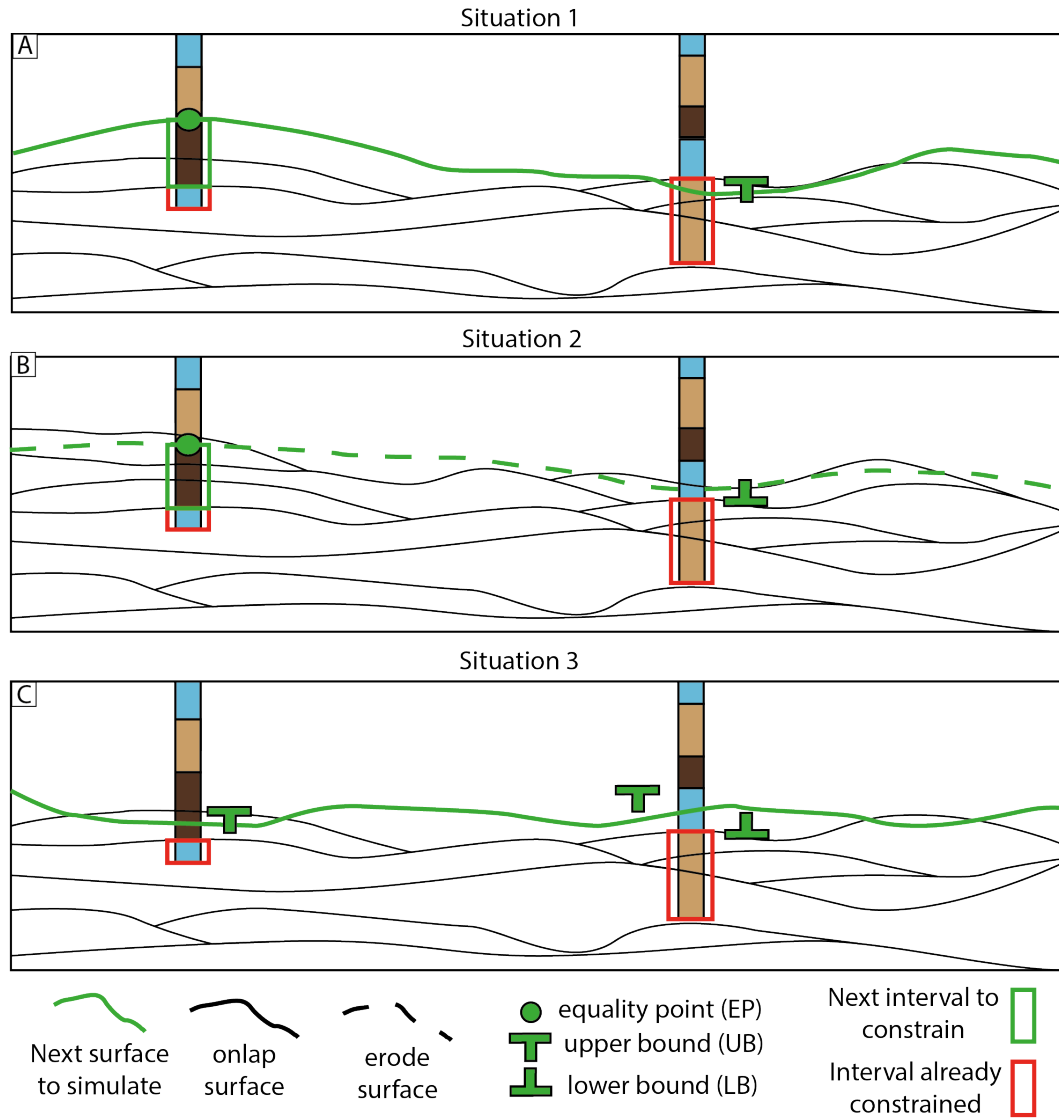 Situation 1
A
Situation 2
B
Situation 3
C
Next surface
to simulate
onlap
surface
erode
surface
equality point (EP)
upper bound (UB)
lower bound (LB)
Next interval to
constrain
Interval already
constrained